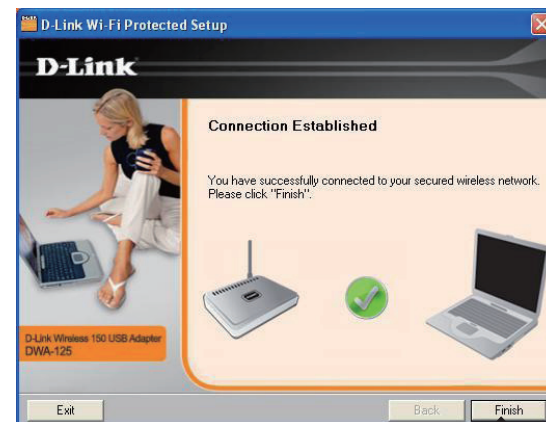 D-Link Wi-Fi Protected Setup
D-Link
Connection Established
You have successfully connected to your secured wireless network.
Please click "Finish".
D-Link Wireless 150 USB Adapter
DWA-125
Exit
Back
Finish